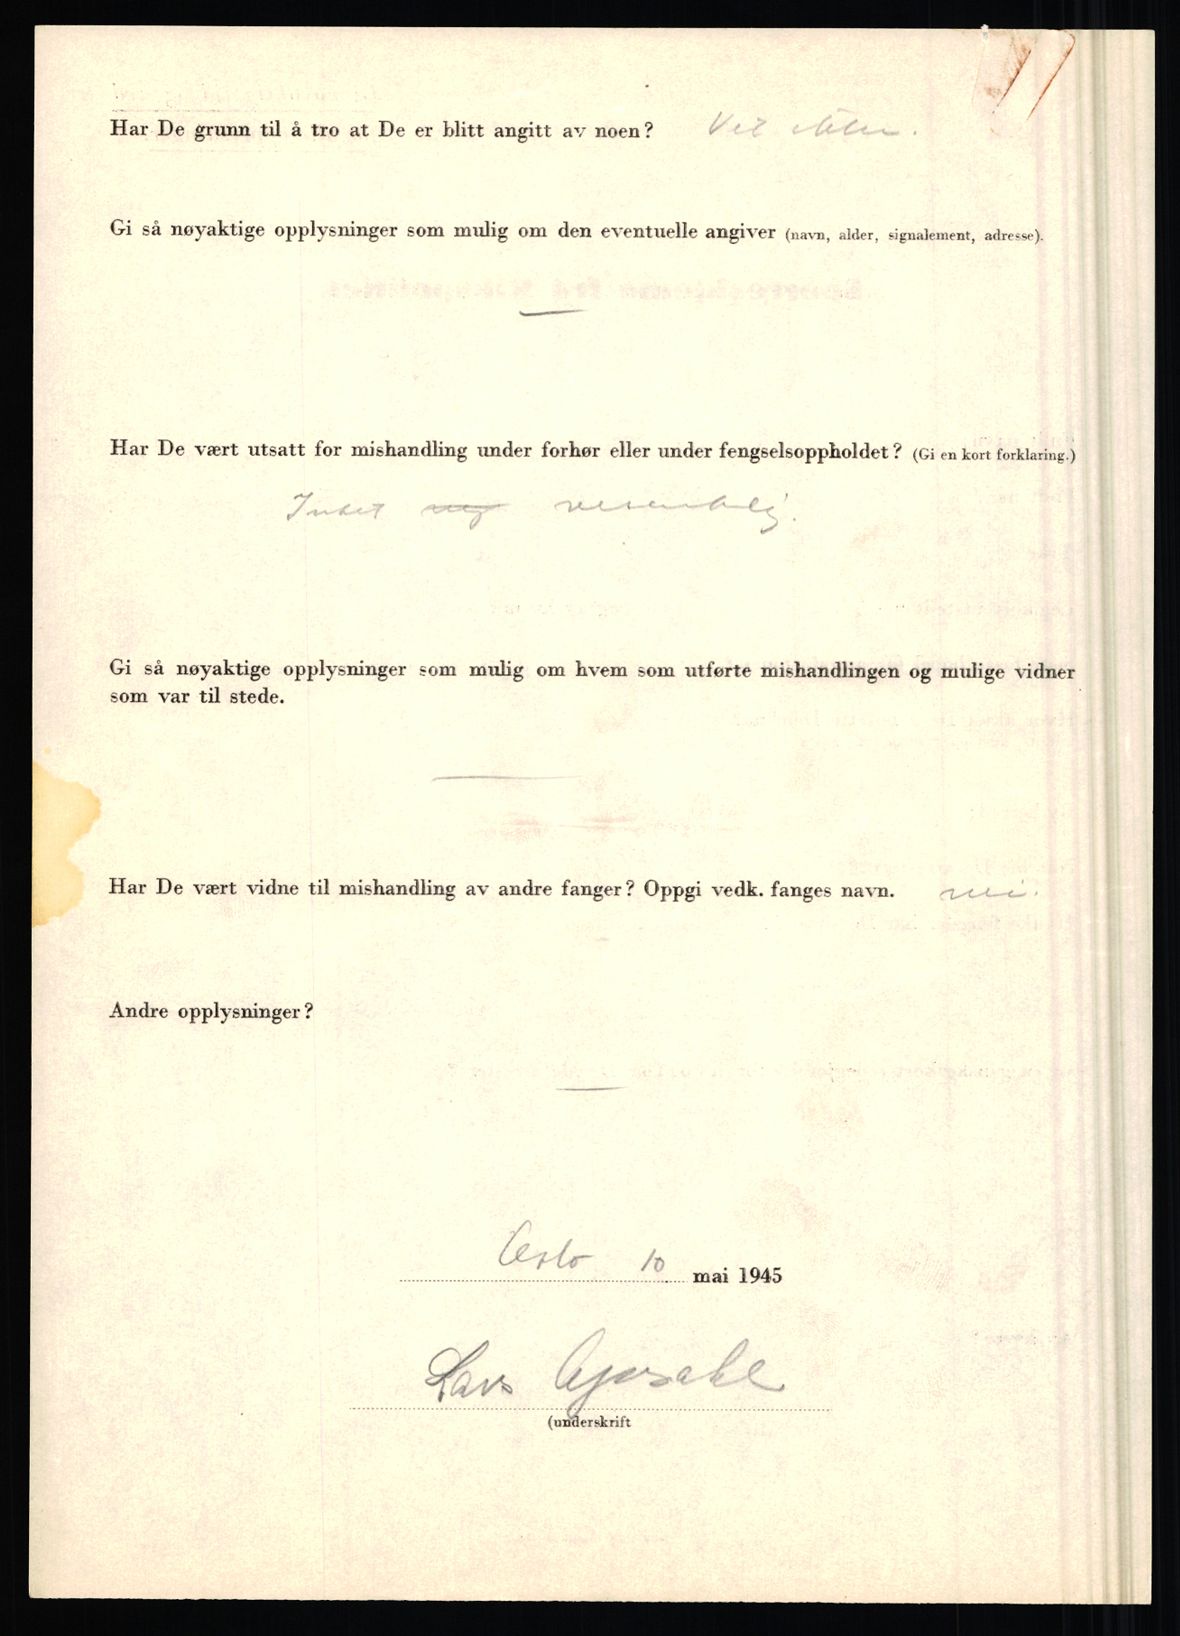 Har De grunn til å tro at De er blitt angitt av noen? Vet ikke.
Gi så nøyaktige opplysninger som mulig om den eventuelle angiver (navn, alder, signalement, adresse).
Har De vært utsatt for mishandling under forhør eller under fengselsoppholdet? (Gi en kort forklaring.)
Intet vesentlig.
Gi så nøyaktige opplysninger som mulig om hvem som utførte mishandlingen og mulige vidner
som var til stede.
Har De vært vidne til mishandling av andre fanger? Oppgi vedk. fanges navn. nei.
Andre opplysninger?
Oslo 10 mai 1945
Lars
(underskrift